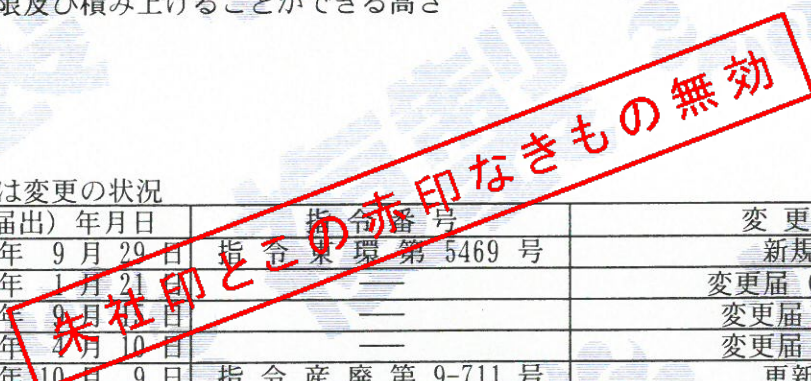 限及び積み上げることができる高さ
は変更の状況
届出）年月日 指令番号 変更
年 9 月 29 日 指令東環第 5469 号 新規
年 1 月 21 日 ― 変更届（
年 9 月 日 ― 変更届
年 4 月 10 日 ― 変更届
年 10 月 9 日 指令産廃第 9-711 号 更新
朱社印とこの赤印なきもの無効